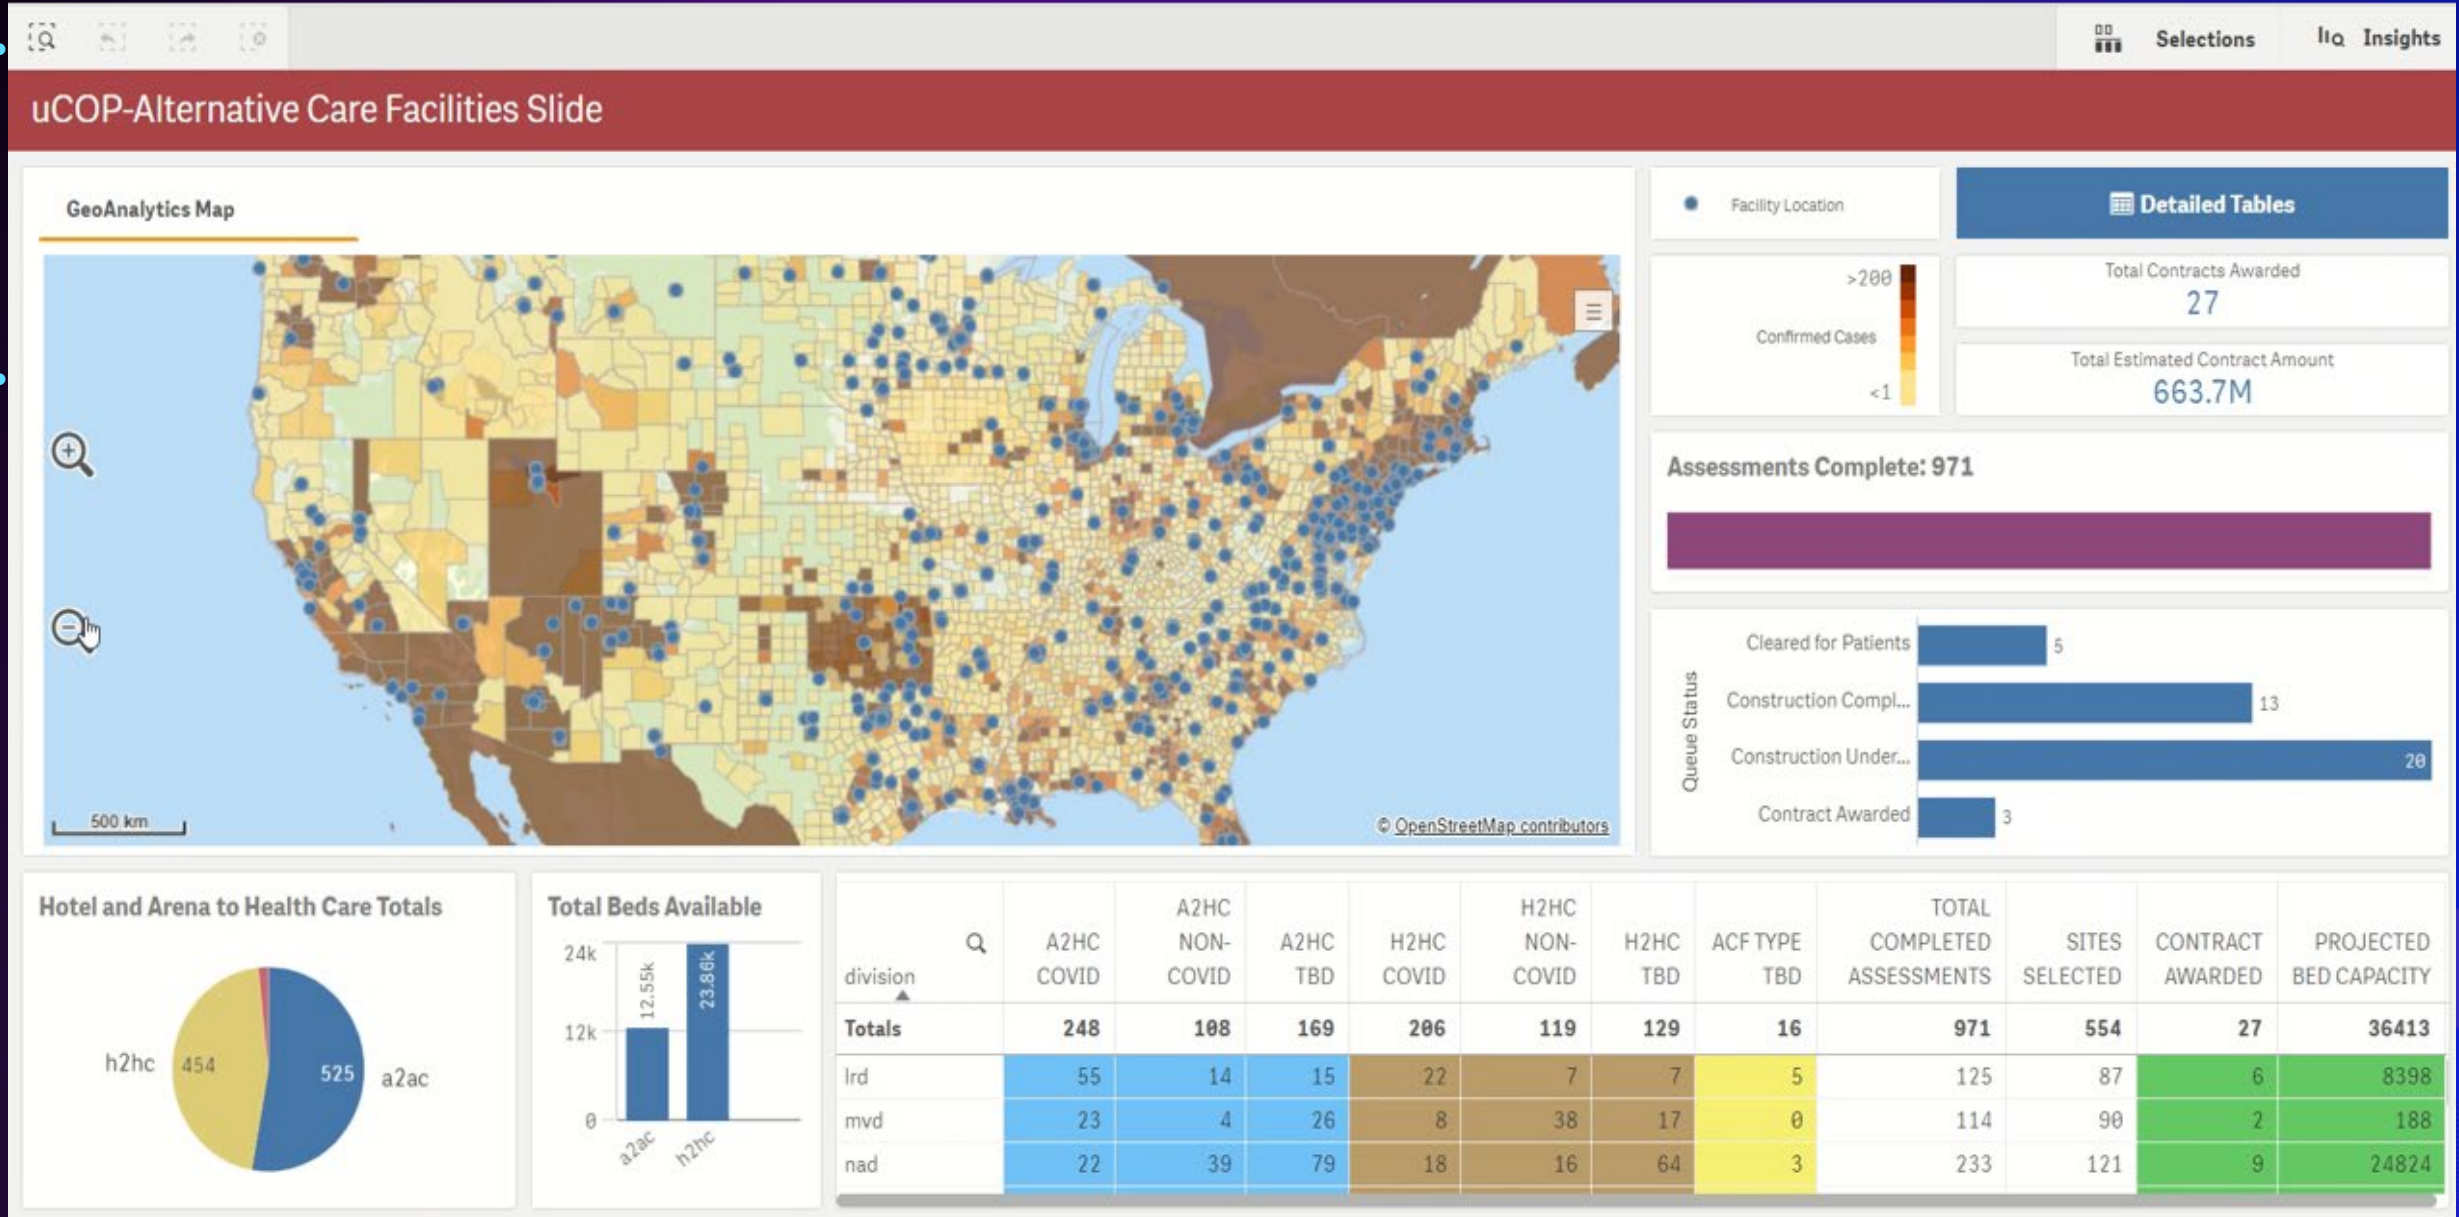 Selections
Insights
uCOP-Alternative Care Facilities Slide
GeoAnalytics Map
500 km
© OpenStreetMap contributors
Facility Location
Detailed Tables
>200
Confirmed Cases
<1
Total Contracts Awarded
27
Total Estimated Contract Amount
663.7M
Assessments Complete: 971
Queue Status
Cleared for Patients 5
Construction Compl... 13
Construction Under... 20
Contract Awarded 3
Hotel and Arena to Health Care Totals
h2hc 454 525 a2ac
Total Beds Available
24k
12k
0
12.55k 23.86k
a2ac h2hc
division A2HC COVID A2HC NON-COVID A2HC TBD H2HC COVID H2HC NON-COVID H2HC TBD ACF TYPE TBD TOTAL COMPLETED ASSESSMENTS SITES SELECTED CONTRACT AWARDED PROJECTED BED CAPACITY
Totals 248 108 169 206 119 129 16 971 554 27 36413
lrd 55 14 15 22 7 7 5 125 87 6 8398
mvd 23 4 26 8 38 17 0 114 90 2 188
nad 22 39 79 18 16 64 3 233 121 9 24824